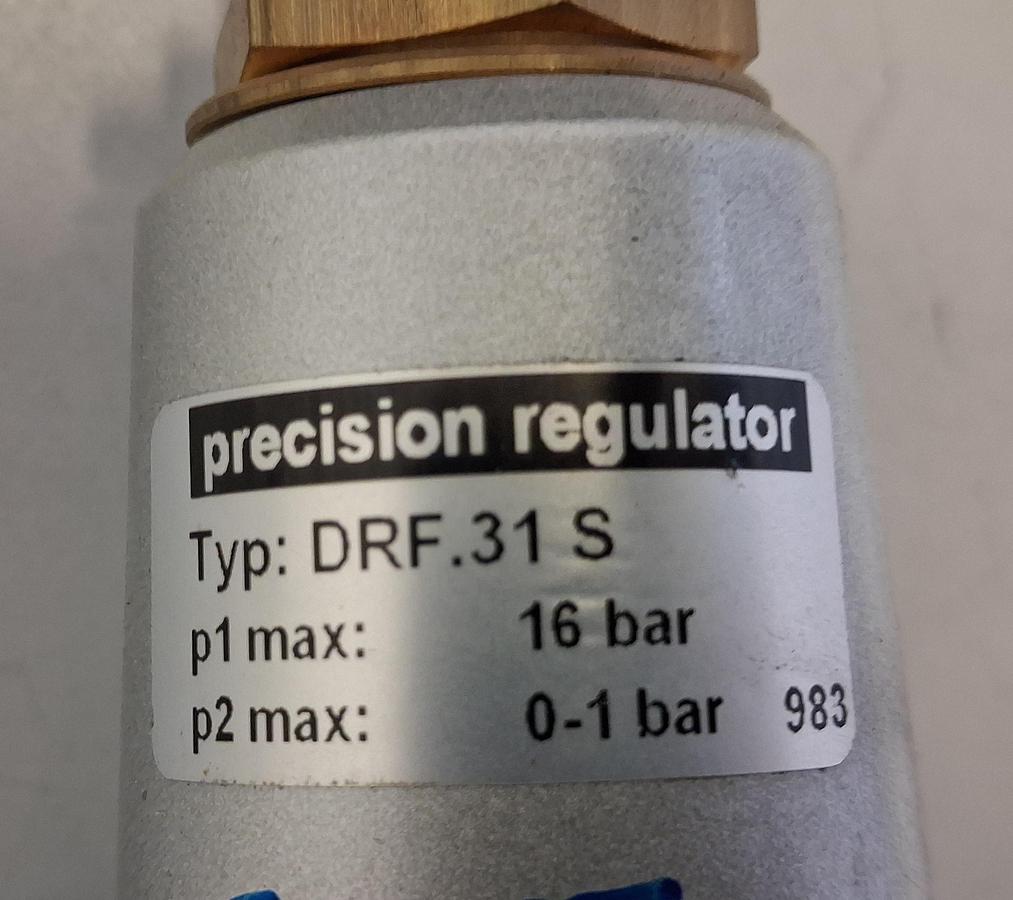 precision regulator
Typ: DRF.31 S
p1 max: 16 bar
p2 max: 0-1 bar 983